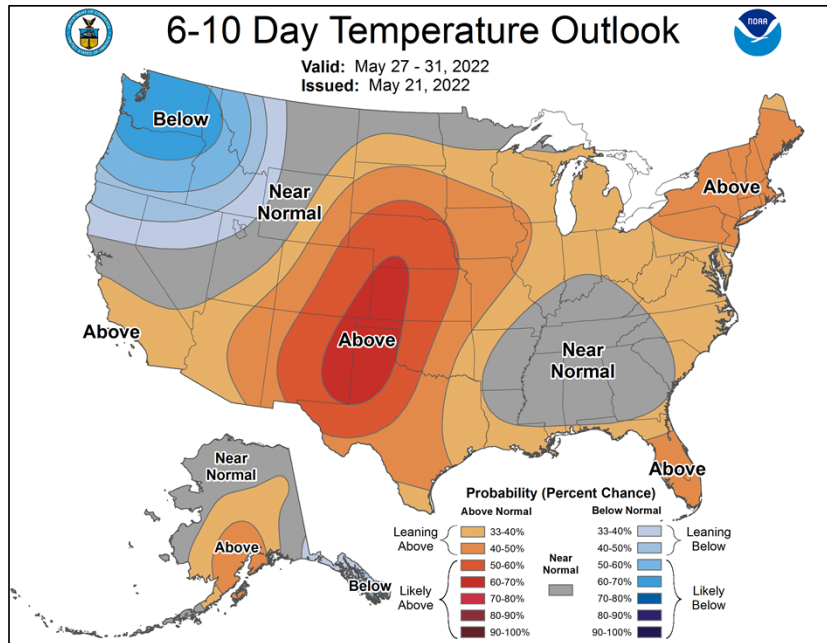 6-10 Day Temperature Outlook
NOAA
Valid: May 27 - 31, 2022
Issued: May 21, 2022
Below
Near
Normal
Above
Above
Above
Near
Normal
Above
Near
Normal
Above
Below
Probability (Percent Chance)
Above Normal
Below Normal
Leaning
Above
33-40%
40-50%
Likely
Above
50-60%
60-70%
70-80%
80-90%
90-100%
Near
Normal
33-40%
40-50%
Leaning
Below
50-60%
60-70%
70-80%
80-90%
90-100%
Likely
Below